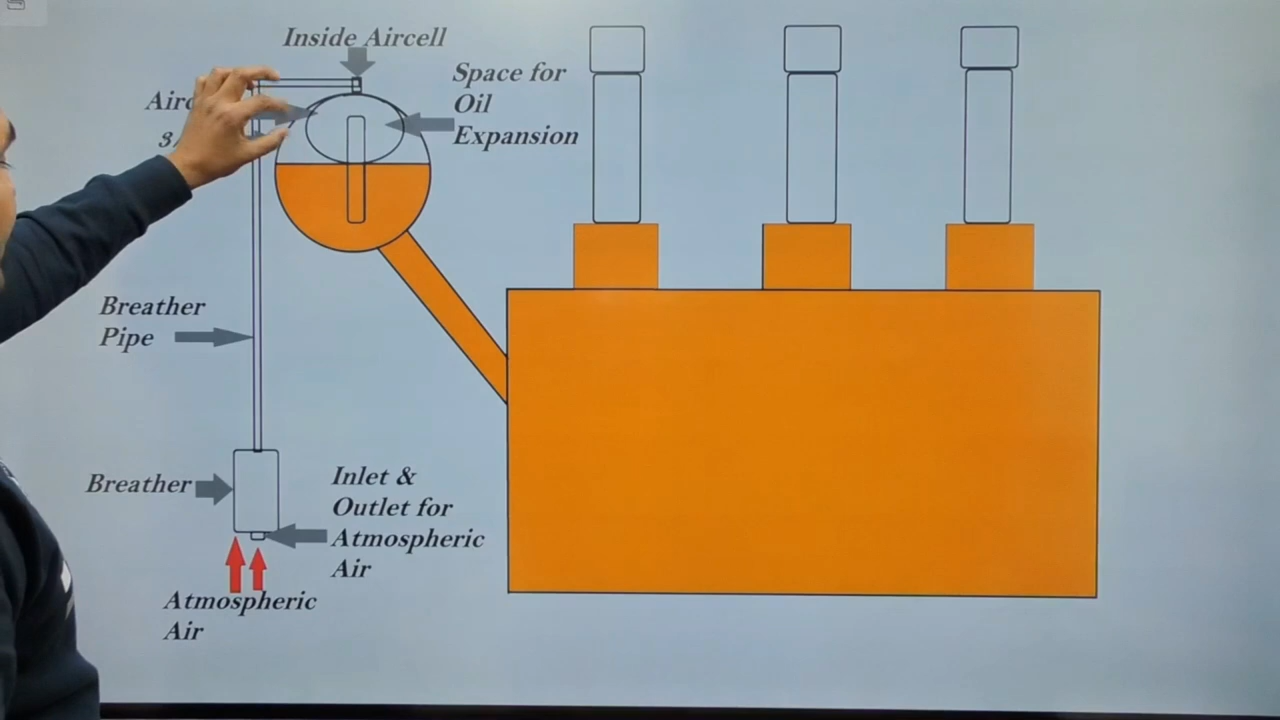 Inside Aircell
Space for
Oil
Expansion
Breather
Pipe
Breather
Inlet &
Outlet for
Atmospheric
Air
Atmospheric
Air